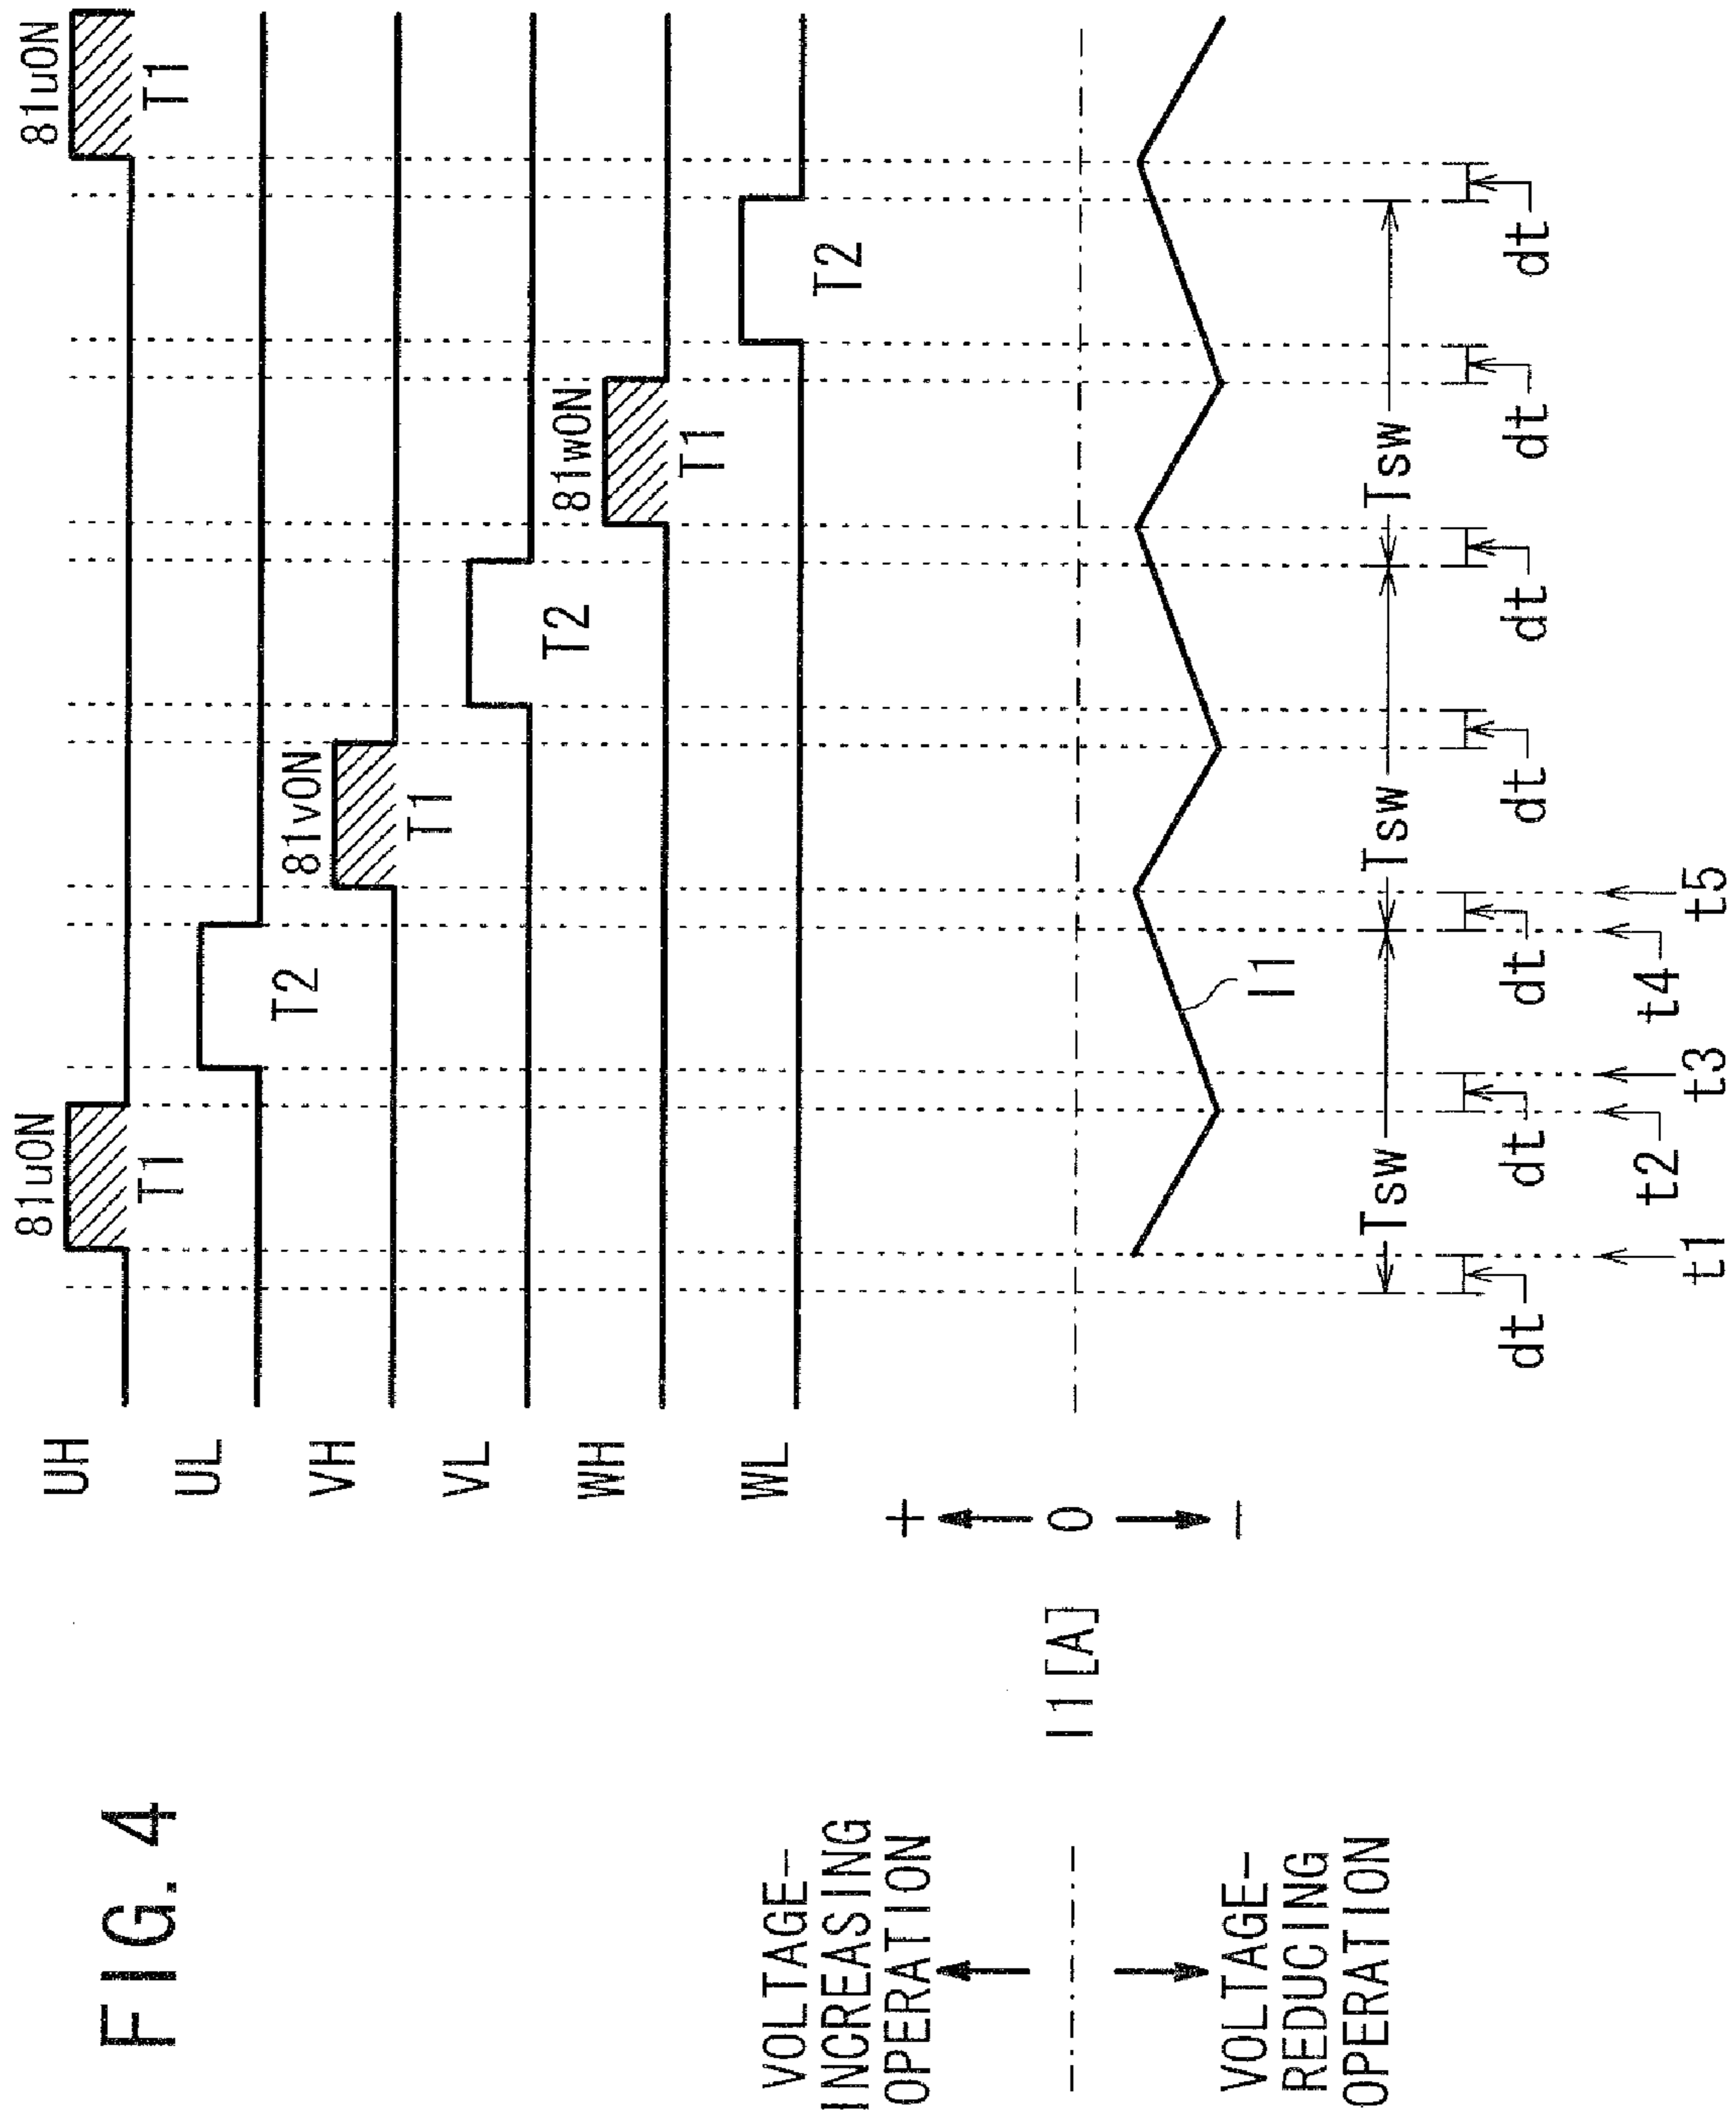 FIG. 4
81uON
81uON
UH
T1
T1
UL
T2
81vON
VH
T1
VL
T2
81wON
WH
T1
WL
T2
VOLTAGE-
INCREASING
OPERATION
+
I1[A]
0
I1
−
VOLTAGE-
REDUCING
OPERATION
Tsw
Tsw
Tsw
dt
dt
dt
dt
dt
dt
dt
t1
t2
t3
t4
t5